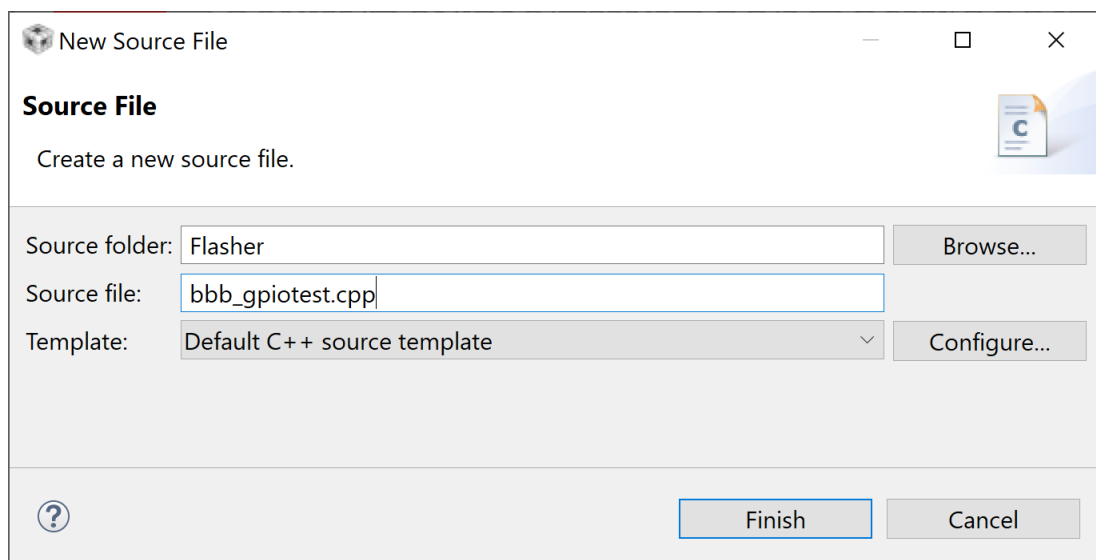 New Source File
Source File
C
Create a new source file.
Source folder: Flasher Browse...
Source file: bbb_gpiotest.cpp
Template: Default C++ source template Configure...
? Finish Cancel